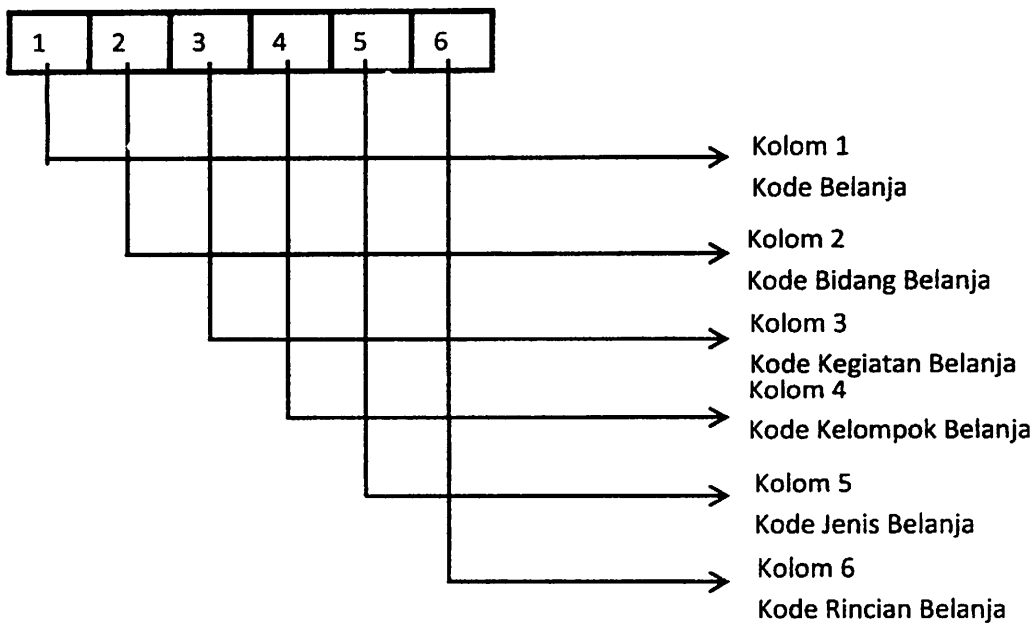 1 2 3 4 5 6
Kolom 1
Kode Belanja
Kolom 2
Kode Bidang Belanja
Kolom 3
Kode Kegiatan Belanja
Kolom 4
Kode Kelompok Belanja
Kolom 5
Kode Jenis Belanja
Kolom 6
Kode Rincian Belanja